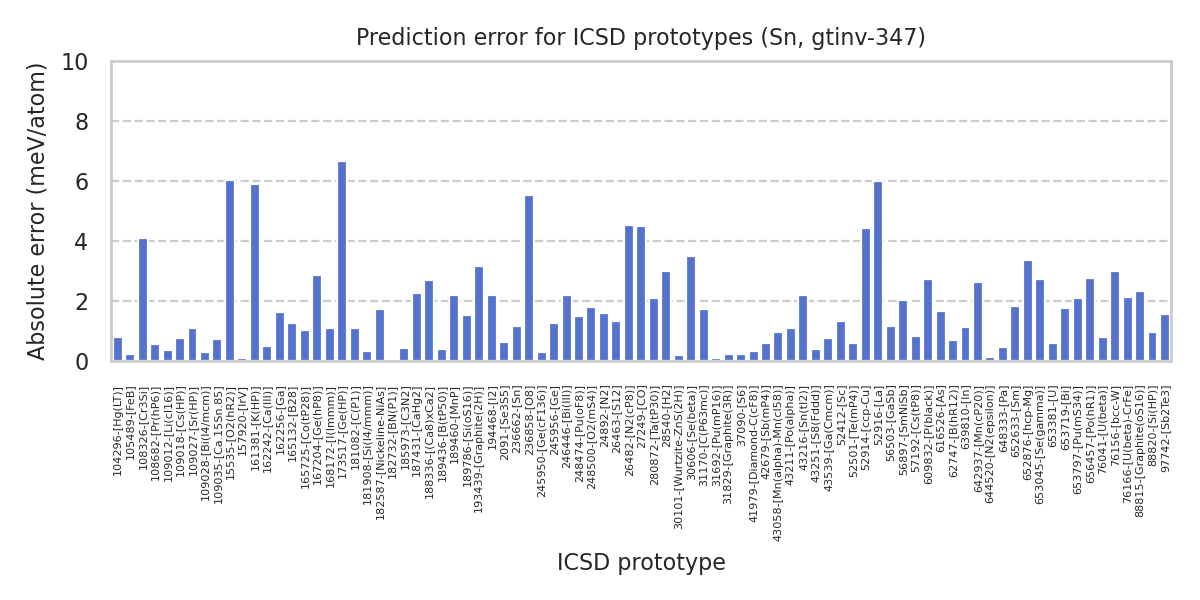 Prediction error for ICSD prototypes (Sn, gtinv-347)
Absolute error (meV/atom)
10
8
6
4
2
0
104296-[Hg(LT)]
105489-[FeB]
108326-[Cr3Si]
108682-[Pr(hP6)]
109012-[Li(cI16)]
109018-[Cs(HP)]
109027-[Sr(HP)]
109028-[Bi(I4/mcm)]
109035-[Ca.15Sn.85]
15535-[O2(hR2)]
157920-[IrV]
161381-[K(HP)]
162242-[Ca(III)]
162256-[Ga]
165132-[B28]
165725-[Co(tP28)]
167204-[Ge(hP8)]
168172-[I(Immm)]
173517-[Ge(HP)]
181082-[C(P1)]
181908-[Si(I4/mmm)]
182587-[Nickeline-NiAs]
182732-[BN(P1)]
185973-[C3N2]
187431-[CaHg2]
188336-[(Ca8)xCa2]
189436-[B(tP50)]
189460-[MnP]
189786-[Si(oS16)]
193439-[Graphite(2H)]
194468-[I2]
2091-[Se3S5]
236662-[Sn]
236858-[O8]
245950-[Ge(cF136)]
245956-[Ge]
246446-[Bi(III)]
248474-[Pu(oF8)]
248500-[O2(mS4)]
24892-[N2]
26463-[S12]
26482-[N2(cP8)]
27249-[CO]
280872-[Ta(tP30)]
28540-[H2]
30101-[Wurtzite-ZnS(2H)]
30606-[Se(beta)]
31170-[C(P63mc)]
31692-[Pu(mP16)]
31829-[Graphite(3R)]
37090-[S6]
41979-[Diamond-C(cF8)]
42679-[Sb(mP4)]
43058-[Mn(alpha)-Mn(cI58)]
43211-[Po(alpha)]
43216-[Sn(tI2)]
43251-[S8(Fddd)]
43539-[Ga(Cmcm)]
52412-[Sc]
52501-[Te(mP4)]
52914-[ccp-Cu]
52916-[La]
56503-[GaSb]
56897-[SmNiSb]
57192-[Cs(tP8)]
609832-[P(black)]
616526-[As]
62747-[B(hR12)]
639810-[In]
642937-[Mn(cP20)]
644520-[N2(epsilon)]
648333-[Pa]
652633-[Sm]
652876-[hcp-Mg]
653045-[Se(gamma)]
653381-[U]
653719-[I]
653797-[Pu(mS34)]
656457-[Po(hR1)]
76041-[U(beta)]
76156-[bcc-W]
76166-[U(beta)-CrFe]
88815-[Graphite(oS16)]
88820-[Si(HP)]
97742-[Sb2Te3]
ICSD prototype